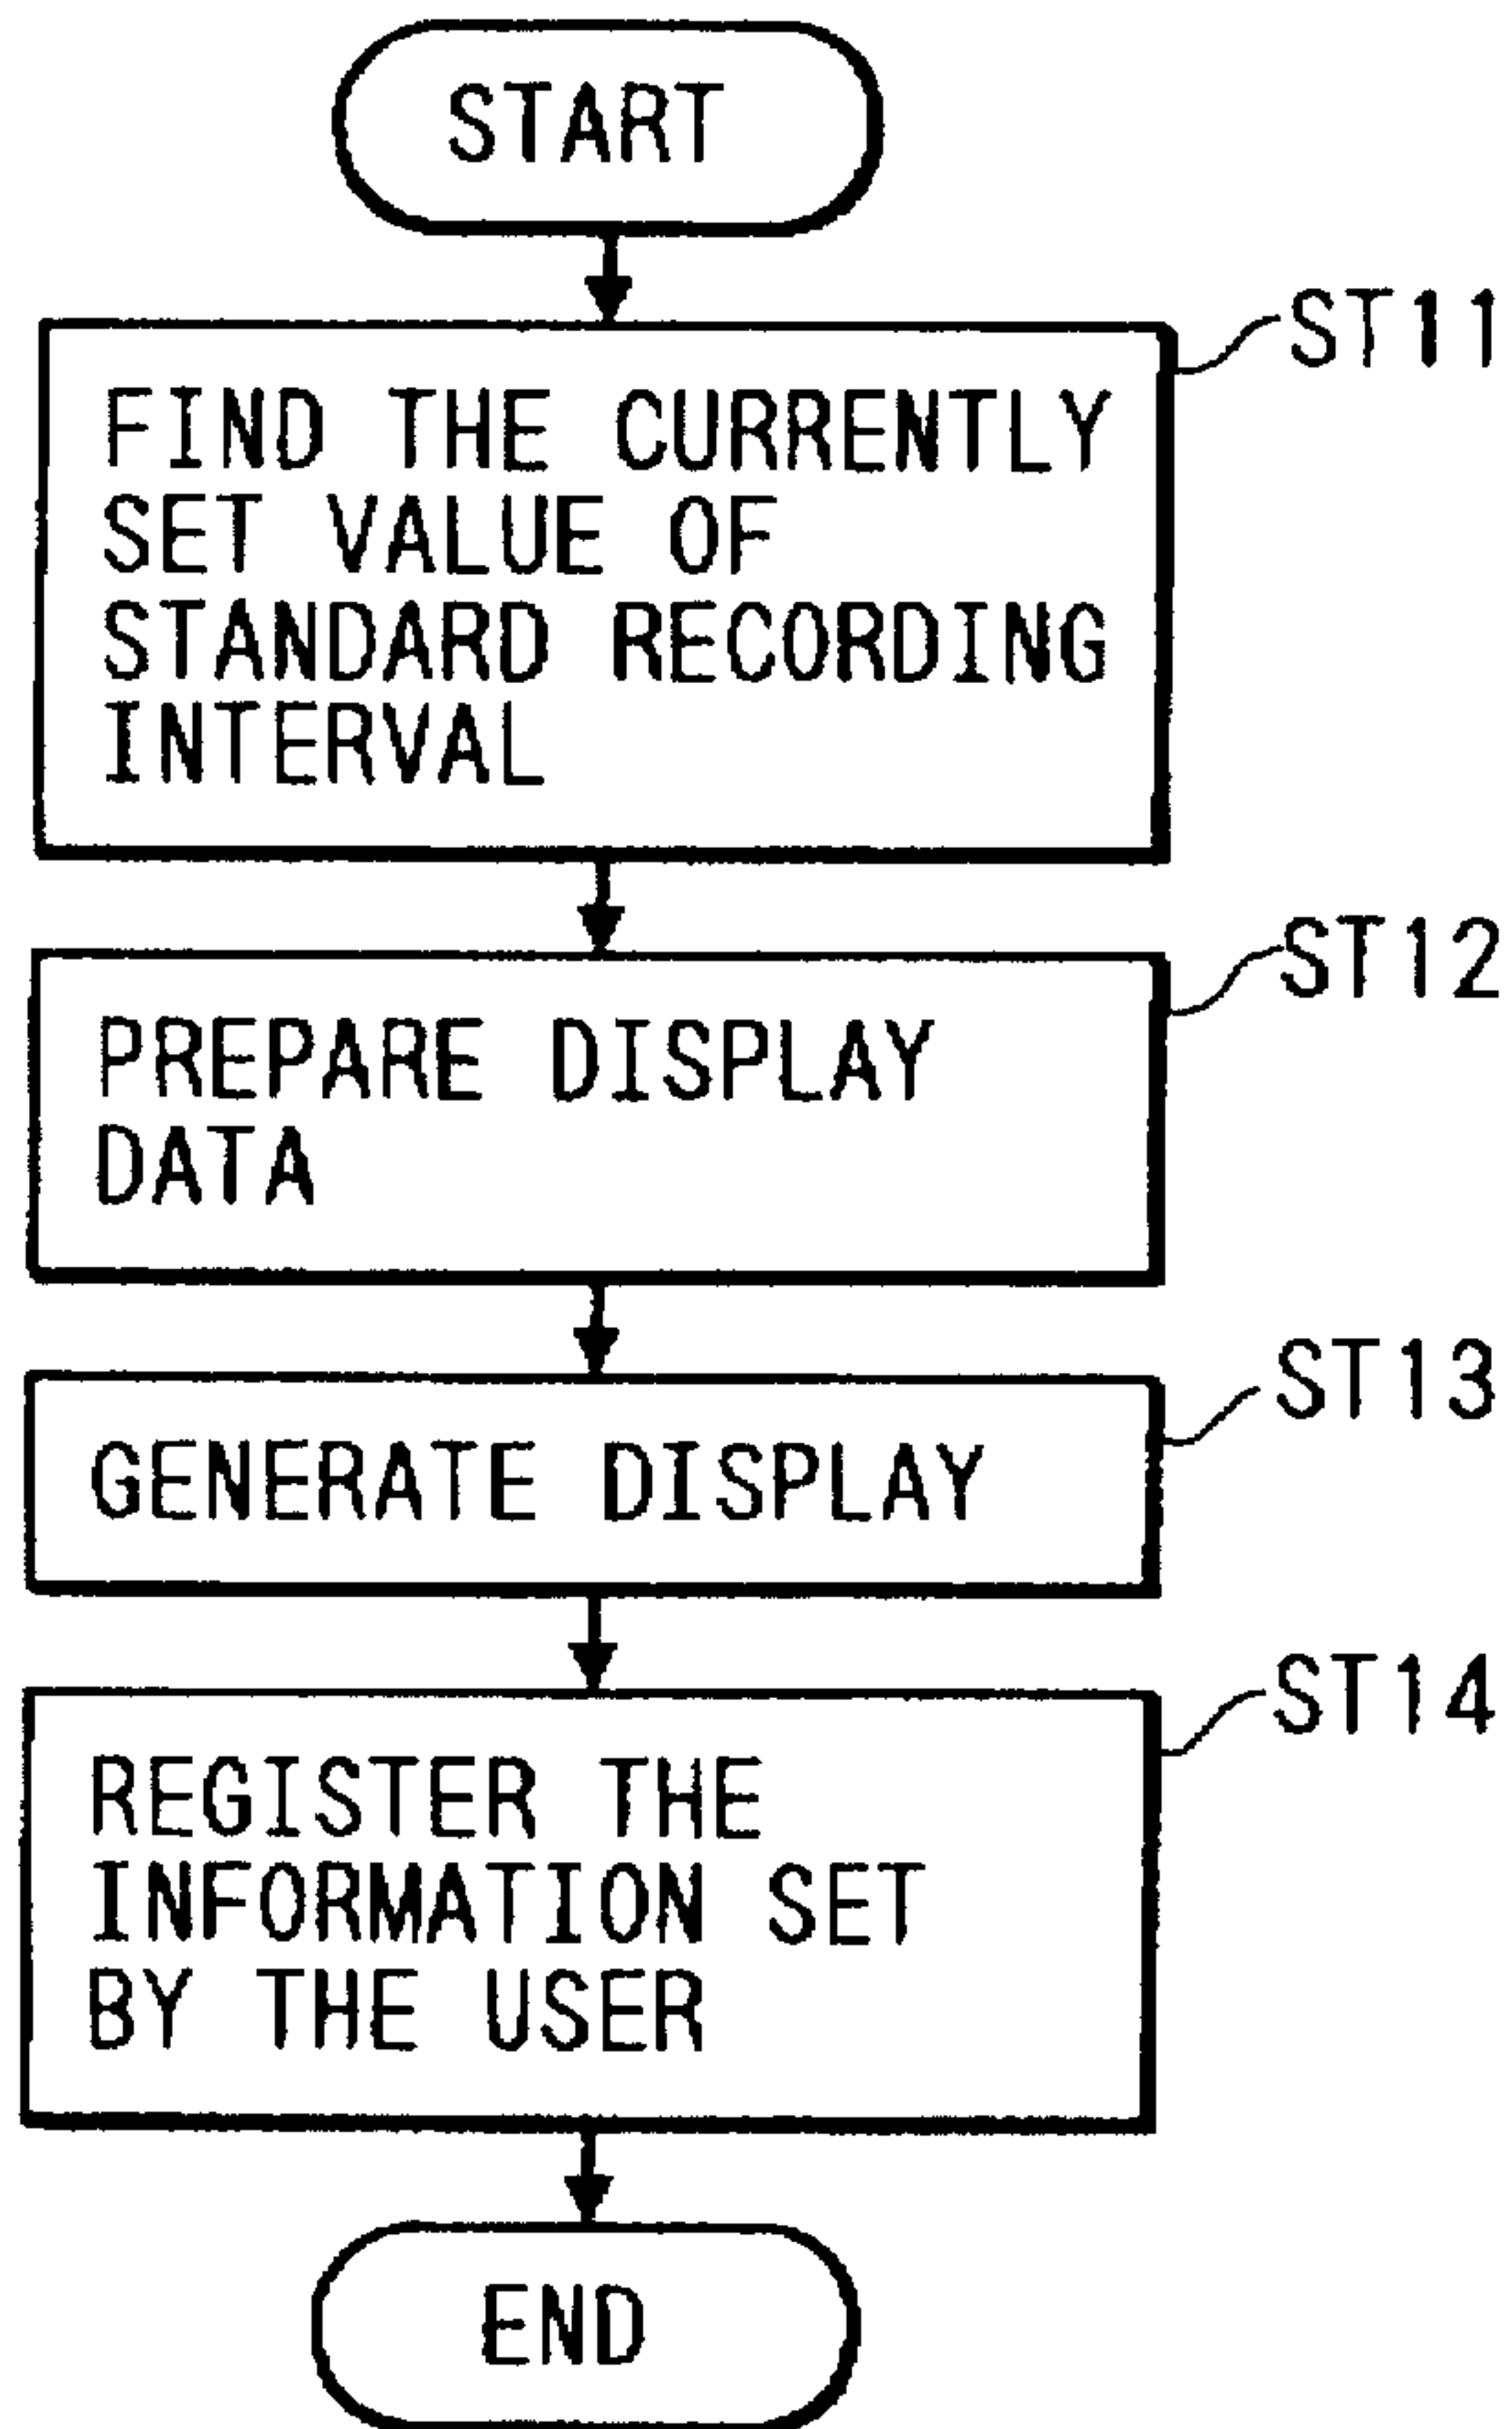 START
ST11
FIND THE CURRENTLY
SET VALUE OF
STANDARD RECORDING
INTERVAL
ST12
PREPARE DISPLAY
DATA
ST13
GENERATE DISPLAY
ST14
REGISTER THE
INFORMATION SET
BY THE USER
END